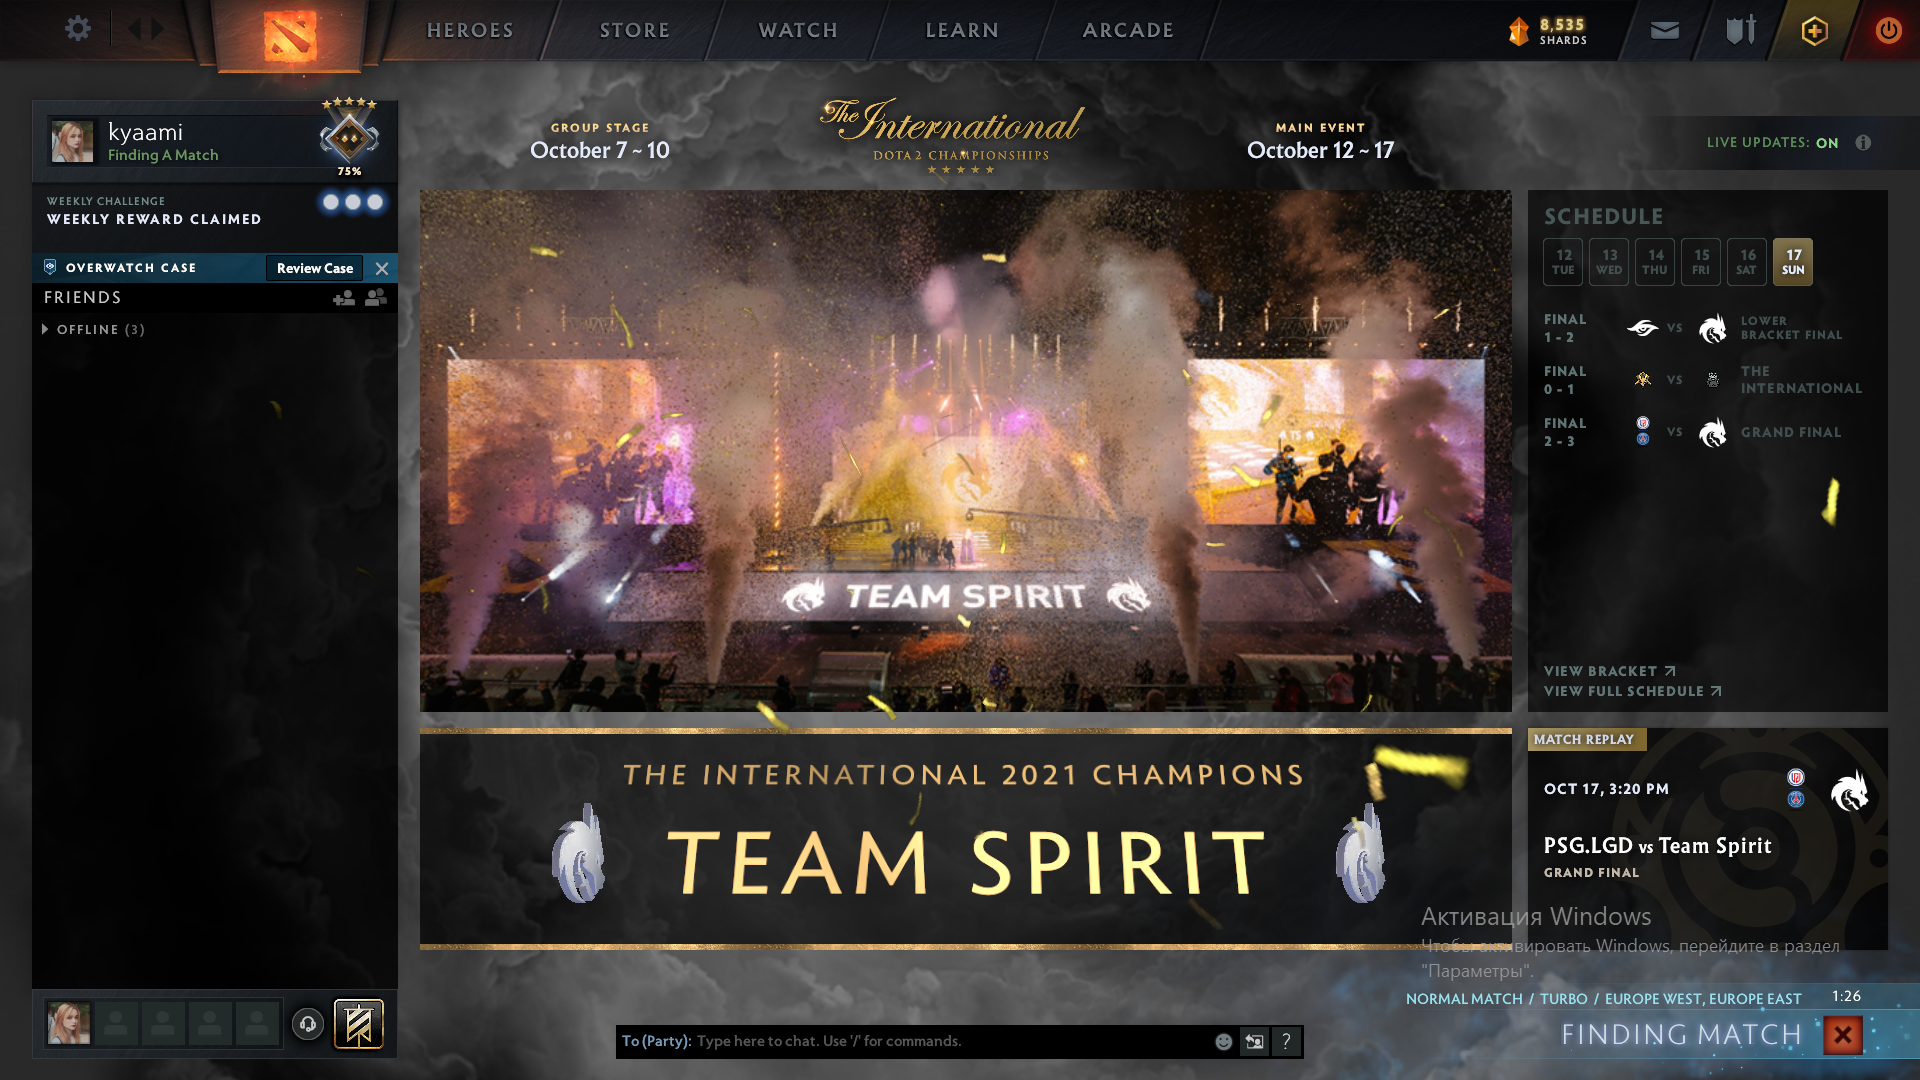 HEROES
STORE
WATCH
LEARN
ARCADE
8,535
SHARDS
kyaami
Finding A Match
75%
WEEKLY CHALLENGE
WEEKLY REWARD CLAIMED
OVERWATCH CASE
Review Case
FRIENDS
OFFLINE (3)
GROUP STAGE
October 7 ~ 10
The International
DOTA 2 CHAMPIONSHIPS
MAIN EVENT
October 12 ~ 17
LIVE UPDATES: ON
TEAM SPIRIT
THE INTERNATIONAL 2021 CHAMPIONS
TEAM SPIRIT
SCHEDULE
12 TUE
13 WED
14 THU
15 FRI
16 SAT
17 SUN
FINAL
1 - 2
VS
LOWER
BRACKET FINAL
FINAL
0 - 1
VS
THE
INTERNATIONAL
FINAL
2 - 3
VS
GRAND FINAL
VIEW BRACKET
VIEW FULL SCHEDULE
MATCH REPLAY
OCT 17, 3:20 PM
PSG.LGD vs Team Spirit
GRAND FINAL
Активация Windows
Чтобы активировать Windows, перейдите в раздел
"Параметры".
NORMAL MATCH / TURBO / EUROPE WEST, EUROPE EAST
1:26
FINDING MATCH
To (Party): Type here to chat. Use '/' for commands.
?